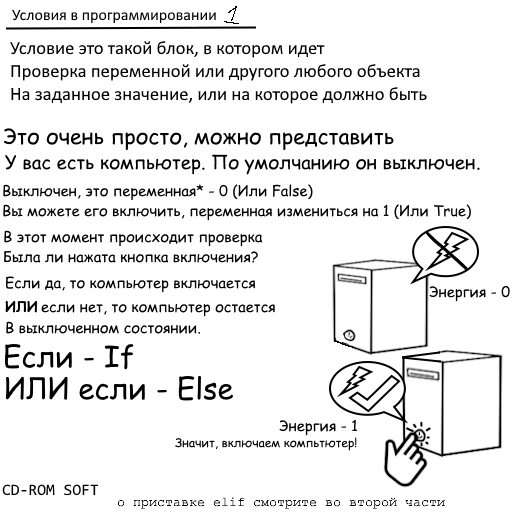 Условия в программировании 1
Условие это такой блок, в котором идет
Проверка переменной или другого любого объекта
На заданное значение, или на которое должно быть
Это очень просто, можно представить
У вас есть компьютер. По умолчанию он выключен.
Выключен, это переменная* - 0 (Или False)
Вы можете его включить, переменная измениться на 1 (Или True)
В этот момент происходит проверка
Была ли нажата кнопка включения?
Если да, то компьютер включается
ИЛИ если нет, то компьютер остается
В выключенном состоянии.
Энергия - 0
Если - If
ИЛИ если - Else
Энергия - 1
Значит, включаем компьютер!
CD-ROM SOFT
о приставке elif смотрите во второй части